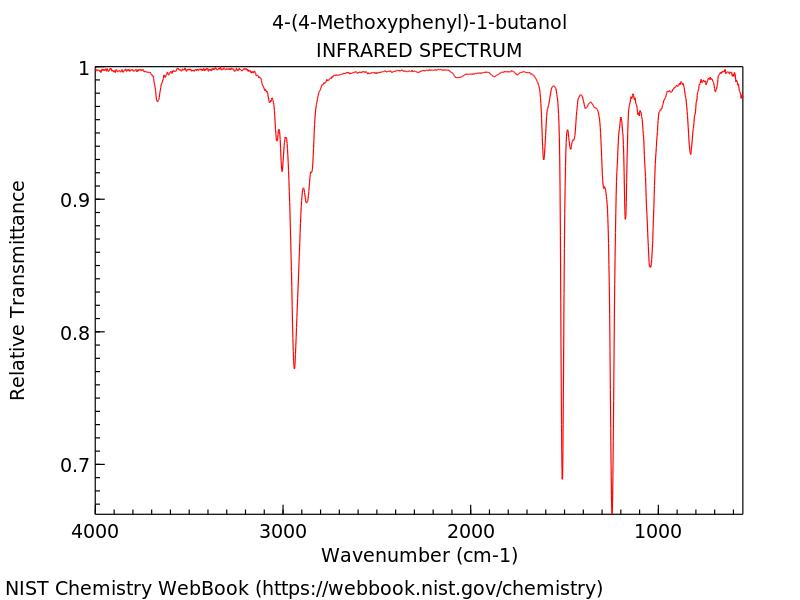 4-(4-Methoxyphenyl)-1-butanol
INFRARED SPECTRUM
1
0.9
0.8
0.7
Relative Transmittance
4000 3000 2000 1000
Wavenumber (cm-1)
NIST Chemistry WebBook (https://webbook.nist.gov/chemistry)